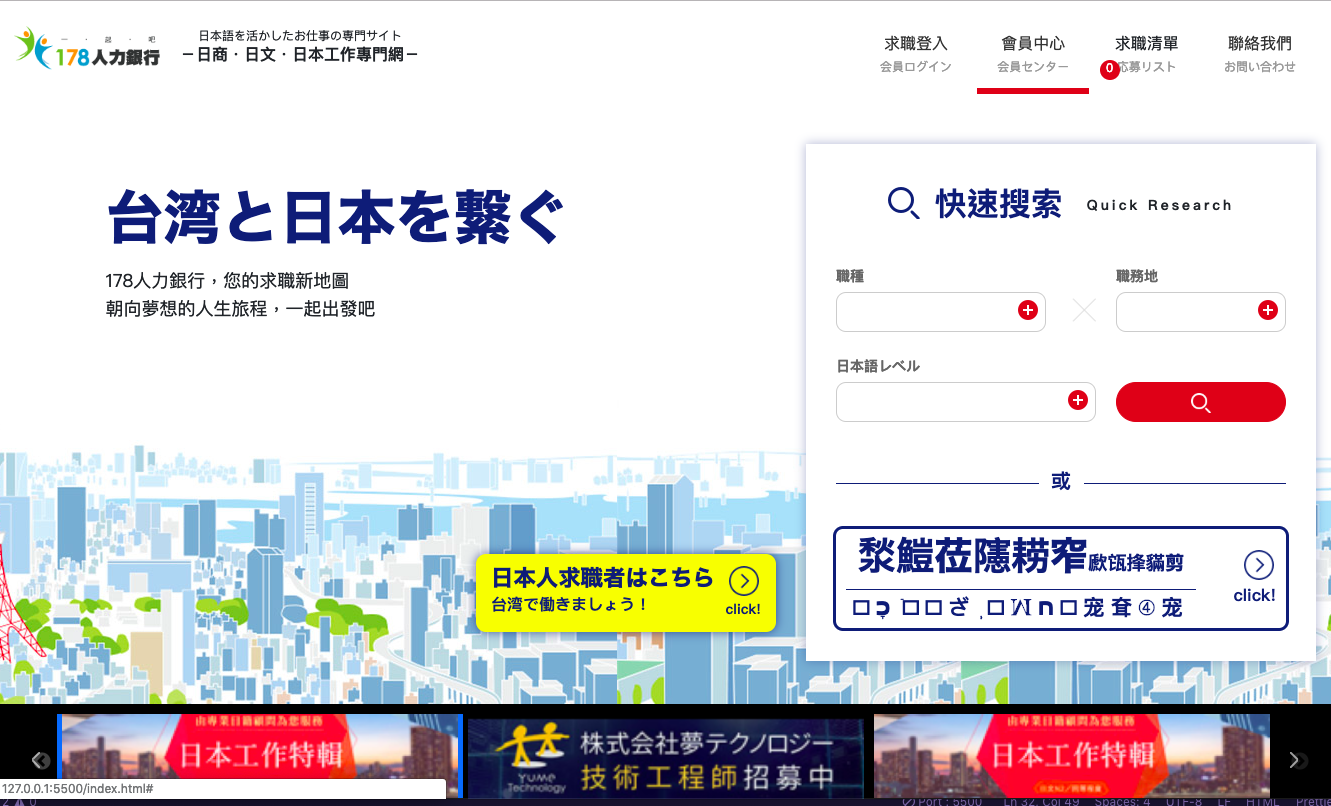 一．起．吧
178人力銀行
日本語を活かしたお仕事の専門サイト
－日商．日文．日本工作專門網－
求職登入
会員ログイン
會員中心
会員センター
求職清單
0
応募リスト
聯絡我們
お問い合わせ
台湾と日本を繋ぐ
178人力銀行，您的求職新地圖
朝向夢想的人生旅程，一起出發吧
快速搜索 Quick Research
職種
職務地
日本語レベル
或
日本人求職者はこちら
台湾で働きましょう！
click!
click!
由專業日籍顧問為您服務
日本工作特輯
YUME Technology
株式会社夢テクノロジー
技術工程師招募中
由專業日籍顧問為您服務
日本工作特輯
127.0.0.1:5500/index.html#
Port : 5500 Ln 32, Col 49 Spaces: 4 UTF-8 LF HTML Prettie